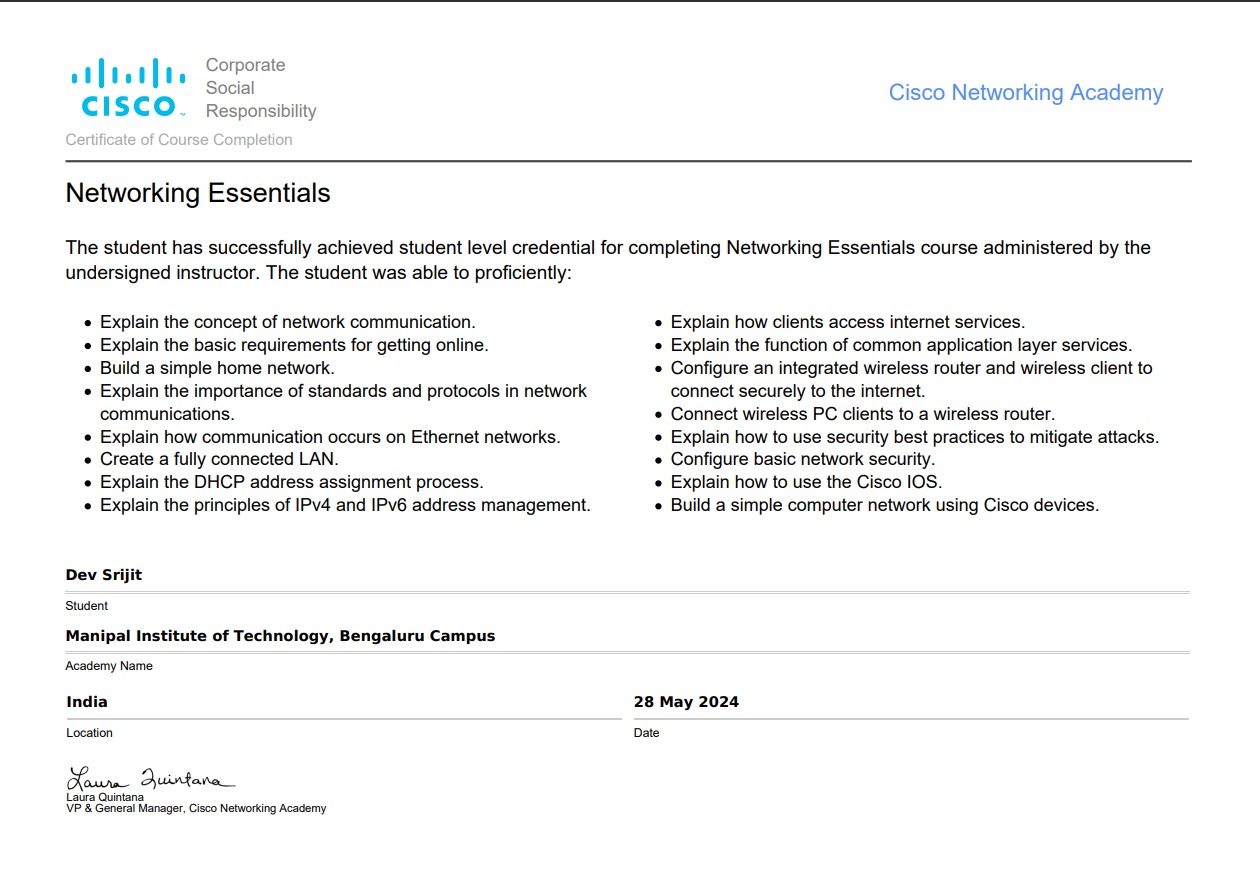 CISCO
Corporate
Social
Responsibility
Cisco Networking Academy
Certificate of Course Completion
Networking Essentials
The student has successfully achieved student level credential for completing Networking Essentials course administered by the
undersigned instructor. The student was able to proficiently:
• Explain the concept of network communication.
• Explain the basic requirements for getting online.
• Build a simple home network.
• Explain the importance of standards and protocols in network
communications.
• Explain how communication occurs on Ethernet networks.
• Create a fully connected LAN.
• Explain the DHCP address assignment process.
• Explain the principles of IPv4 and IPv6 address management.
• Explain how clients access internet services.
• Explain the function of common application layer services.
• Configure an integrated wireless router and wireless client to
connect securely to the internet.
• Connect wireless PC clients to a wireless router.
• Explain how to use security best practices to mitigate attacks.
• Configure basic network security.
• Explain how to use the Cisco IOS.
• Build a simple computer network using Cisco devices.
Dev Srijit
Student
Manipal Institute of Technology, Bengaluru Campus
Academy Name
India
Location
28 May 2024
Date
Laura Quintana
Laura Quintana
VP & General Manager, Cisco Networking Academy